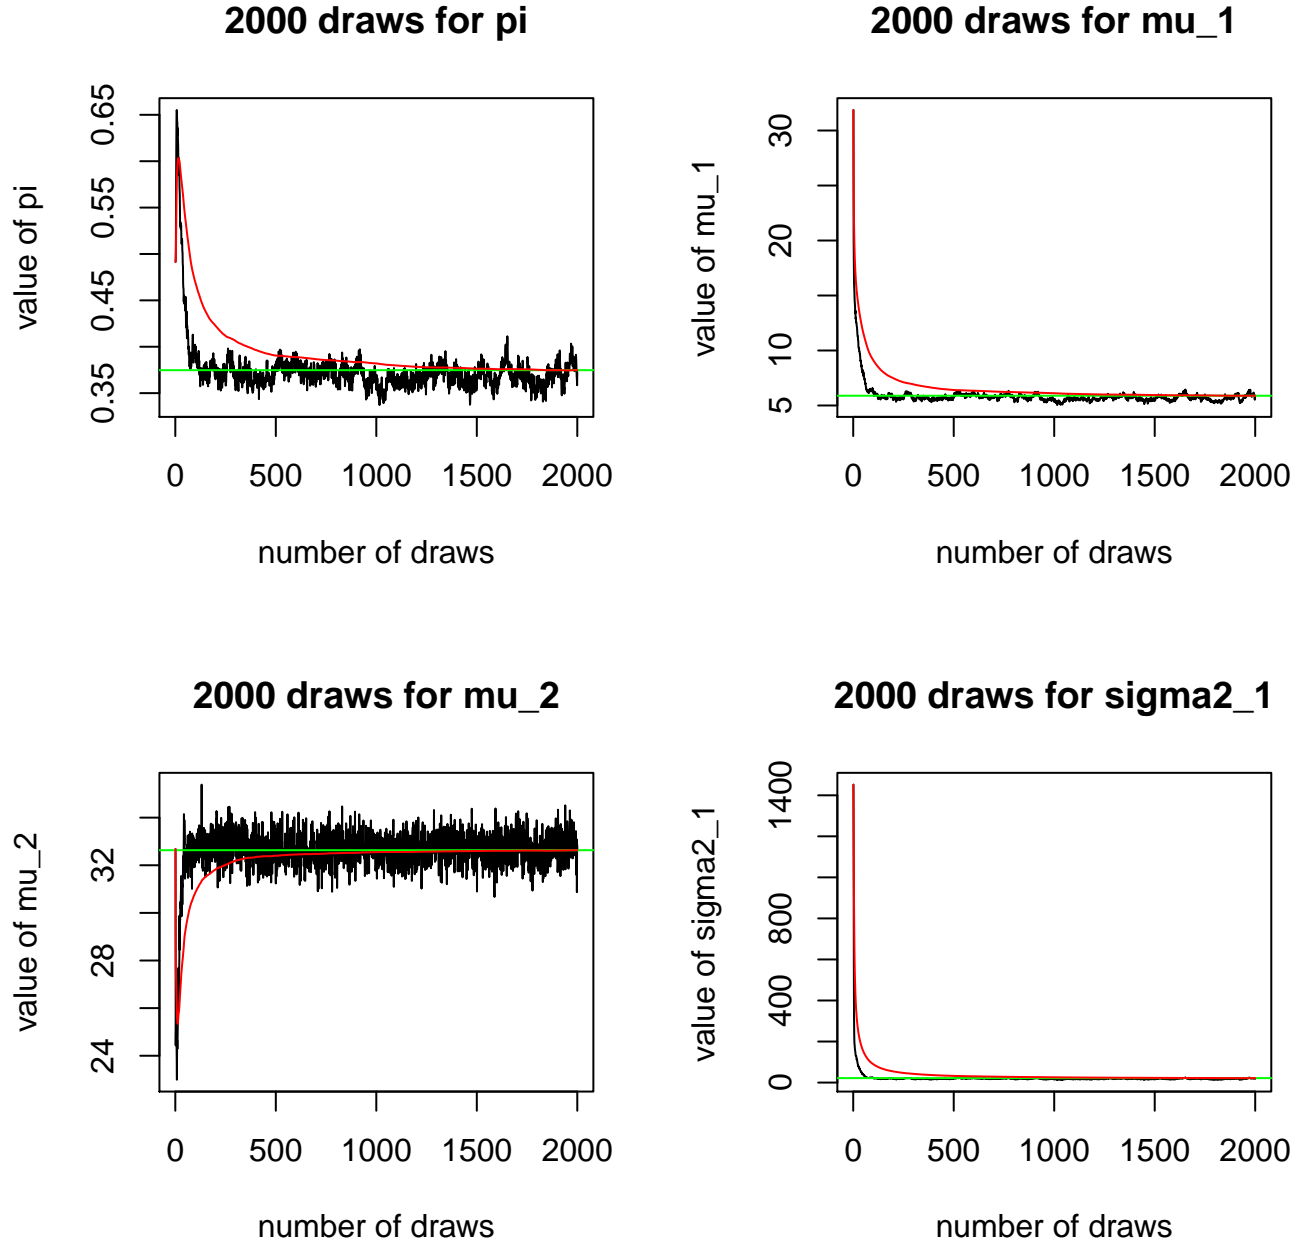 2000 draws for pi
value of pi
0.65
0.55
0.45
0.35
0 500 1000 1500 2000
number of draws
2000 draws for mu_1
value of mu_1
30
20
10
5
0 500 1000 1500 2000
number of draws
2000 draws for mu_2
value of mu_2
32
28
24
0 500 1000 1500 2000
number of draws
2000 draws for sigma2_1
value of sigma2_1
1400
800
400
0
0 500 1000 1500 2000
number of draws